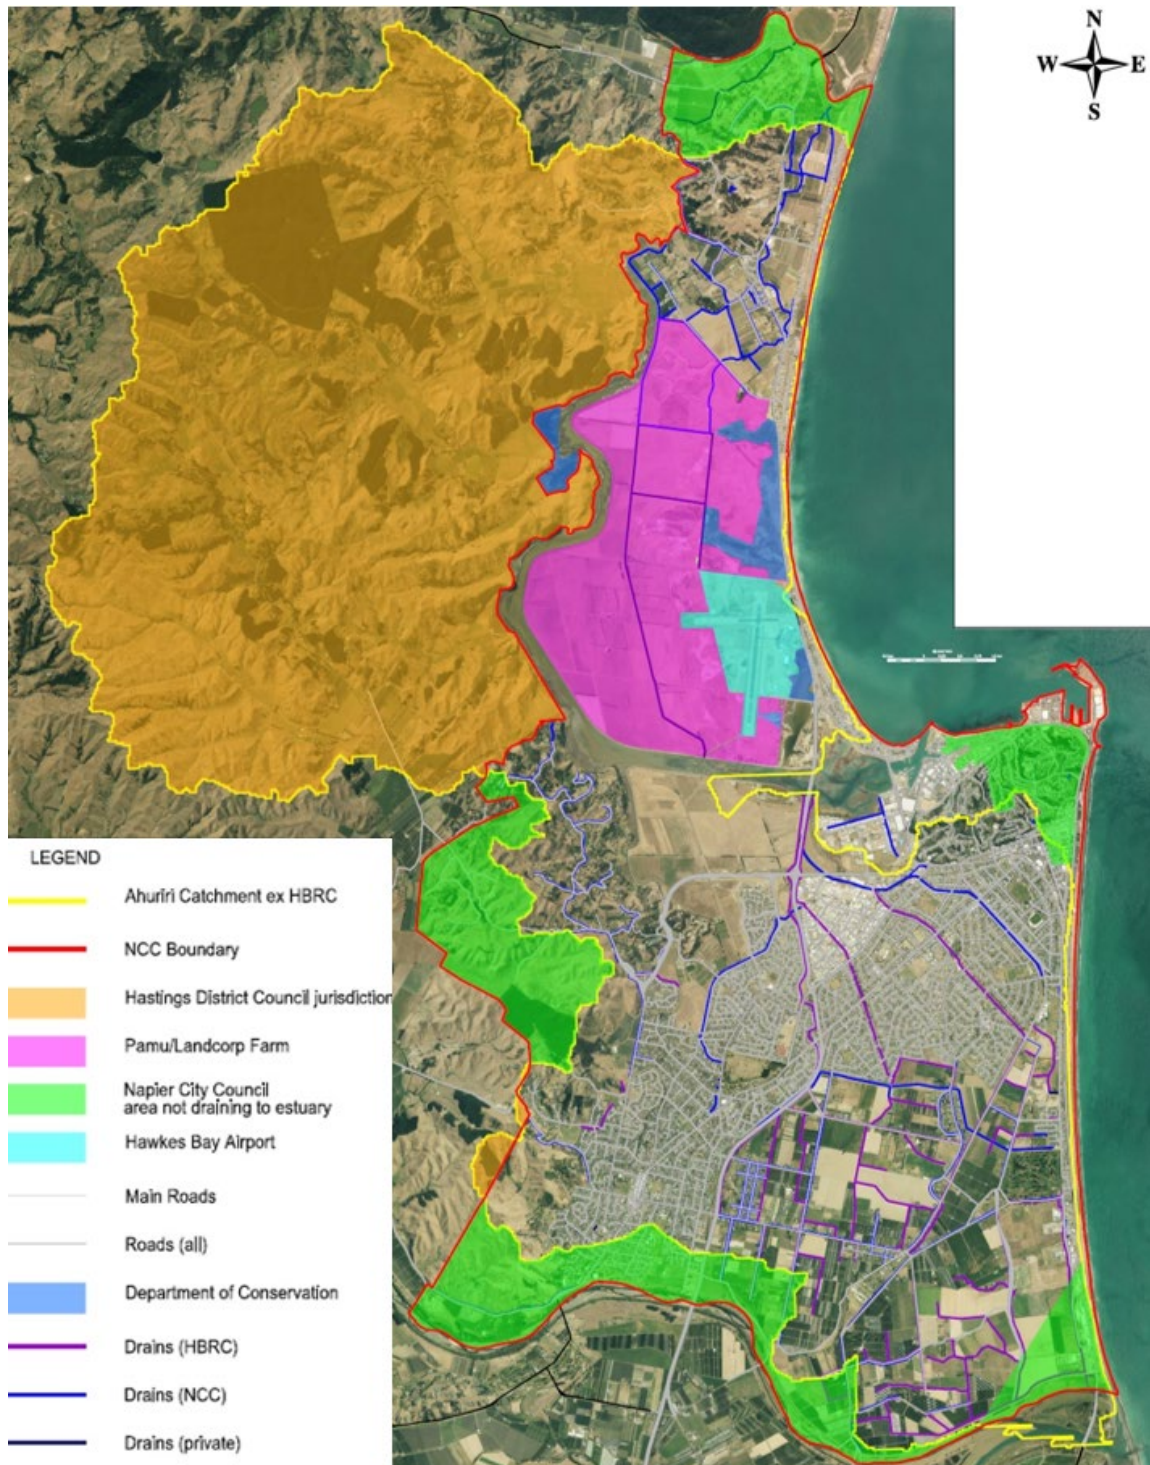 N
W E
S
LEGEND
Ahuriri Catchment ex HBRC
NCC Boundary
Hastings District Council jurisdiction
Pamu/Landcorp Farm
Napier City Council
area not draining to estuary
Hawkes Bay Airport
Main Roads
Roads (all)
Department of Conservation
Drains (HBRC)
Drains (NCC)
Drains (private)